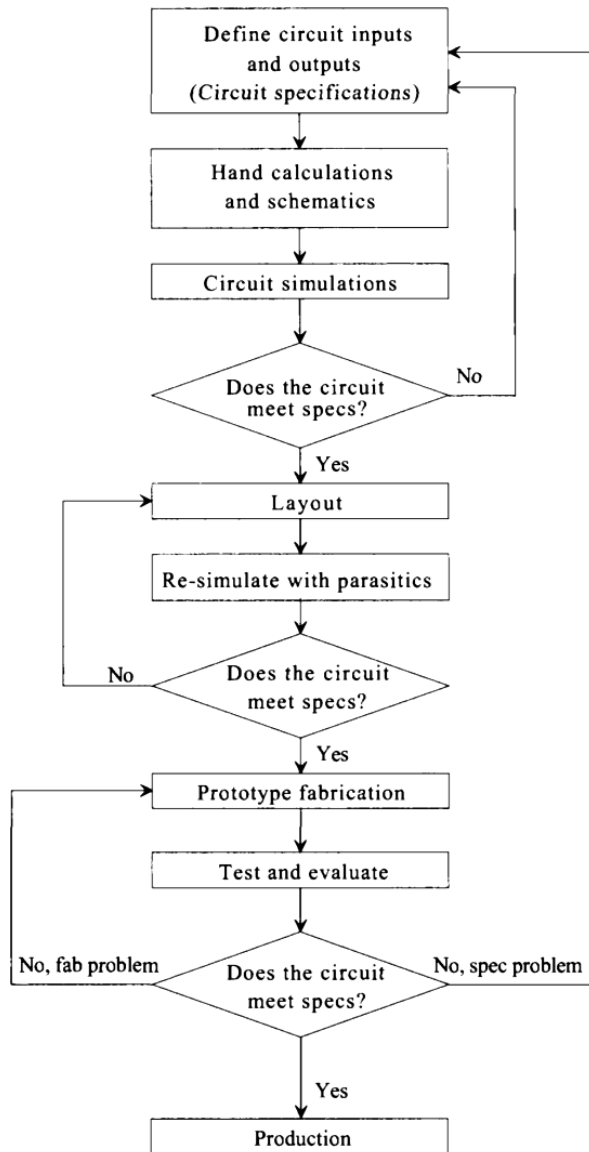 Define circuit inputs
and outputs
(Circuit specifications)
Hand calculations
and schematics
Circuit simulations
Does the circuit
meet specs?
No
Yes
Layout
Re-simulate with parasitics
Does the circuit
meet specs?
No
Yes
Prototype fabrication
Test and evaluate
No, fab problem
Does the circuit
meet specs?
No, spec problem
Yes
Production